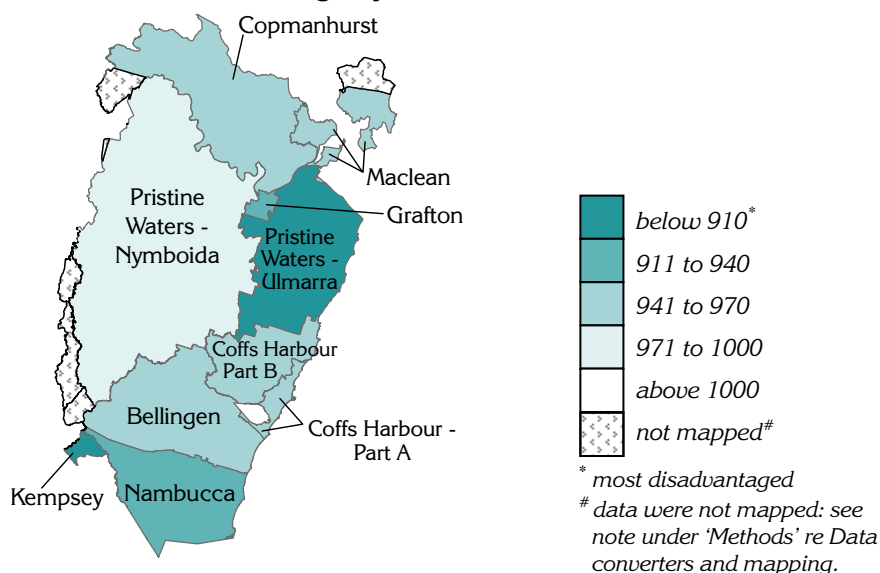 Copmanhurst
Maclean
Grafton
Pristine
Waters -
Nymboida
Pristine
Waters -
Ulmarra
Coffs Harbour
Part B
Bellingen
Coffs Harbour -
Part A
Kempsey
Nambucca
below 910*
911 to 940
941 to 970
971 to 1000
above 1000
not mapped#
* most disadvantaged
# data were not mapped: see
note under ‘Methods’ re Data
converters and mapping.